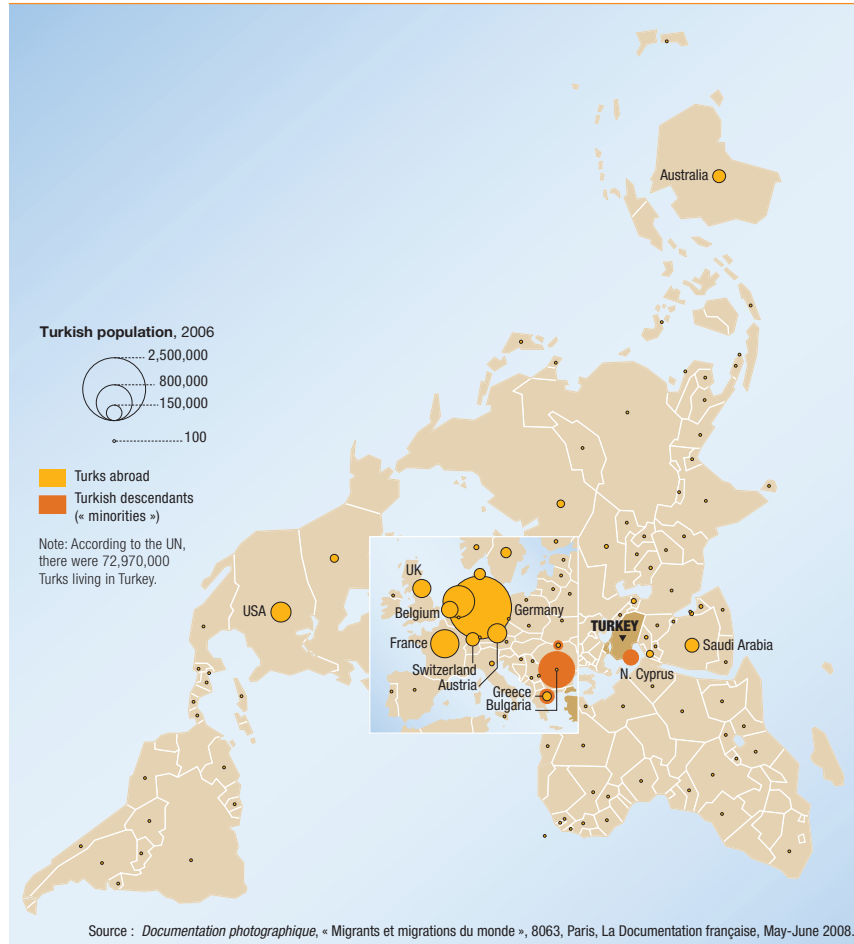 Australia
Turkish population, 2006
2,500,000
800,000
150,000
100
Turks abroad
Turkish descendants
(« minorities »)
Note: According to the UN,
there were 72,970,000
Turks living in Turkey.
UK
USA
Belgium
Germany
France
TURKEY
Saudi Arabia
Switzerland
Austria
N. Cyprus
Greece
Bulgaria
Source : Documentation photographique, « Migrants et migrations du monde », 8063, Paris, La Documentation française, May-June 2008.